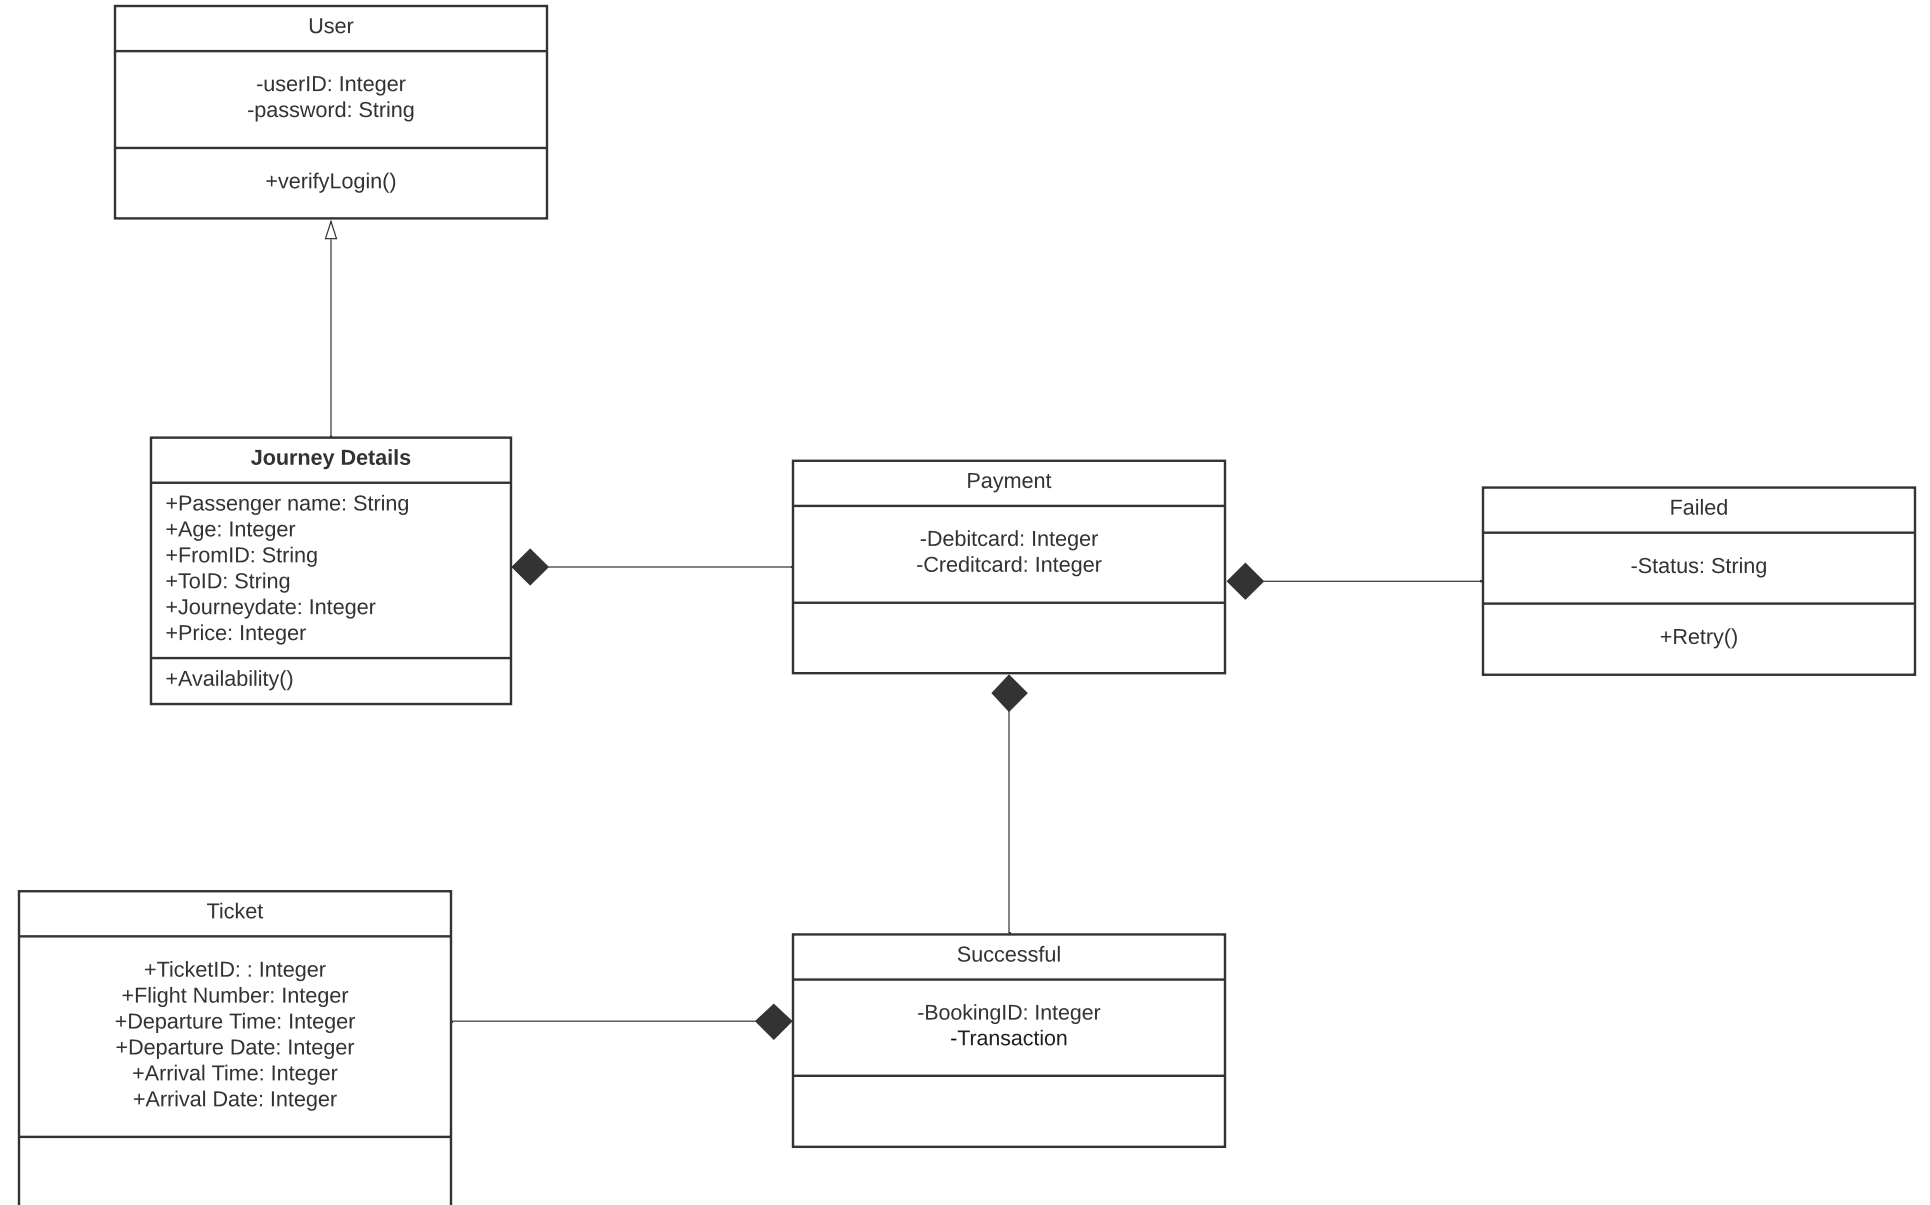 User
-userID: Integer
-password: String
+verifyLogin()
Journey Details
+Passenger name: String
+Age: Integer
+FromID: String
+ToID: String
+Journeydate: Integer
+Price: Integer
+Availability()
Payment
-Debitcard: Integer
-Creditcard: Integer
Failed
-Status: String
+Retry()
Ticket
+TicketID: : Integer
+Flight Number: Integer
+Departure Time: Integer
+Departure Date: Integer
+Arrival Time: Integer
+Arrival Date: Integer
Successful
-BookingID: Integer
-Transaction